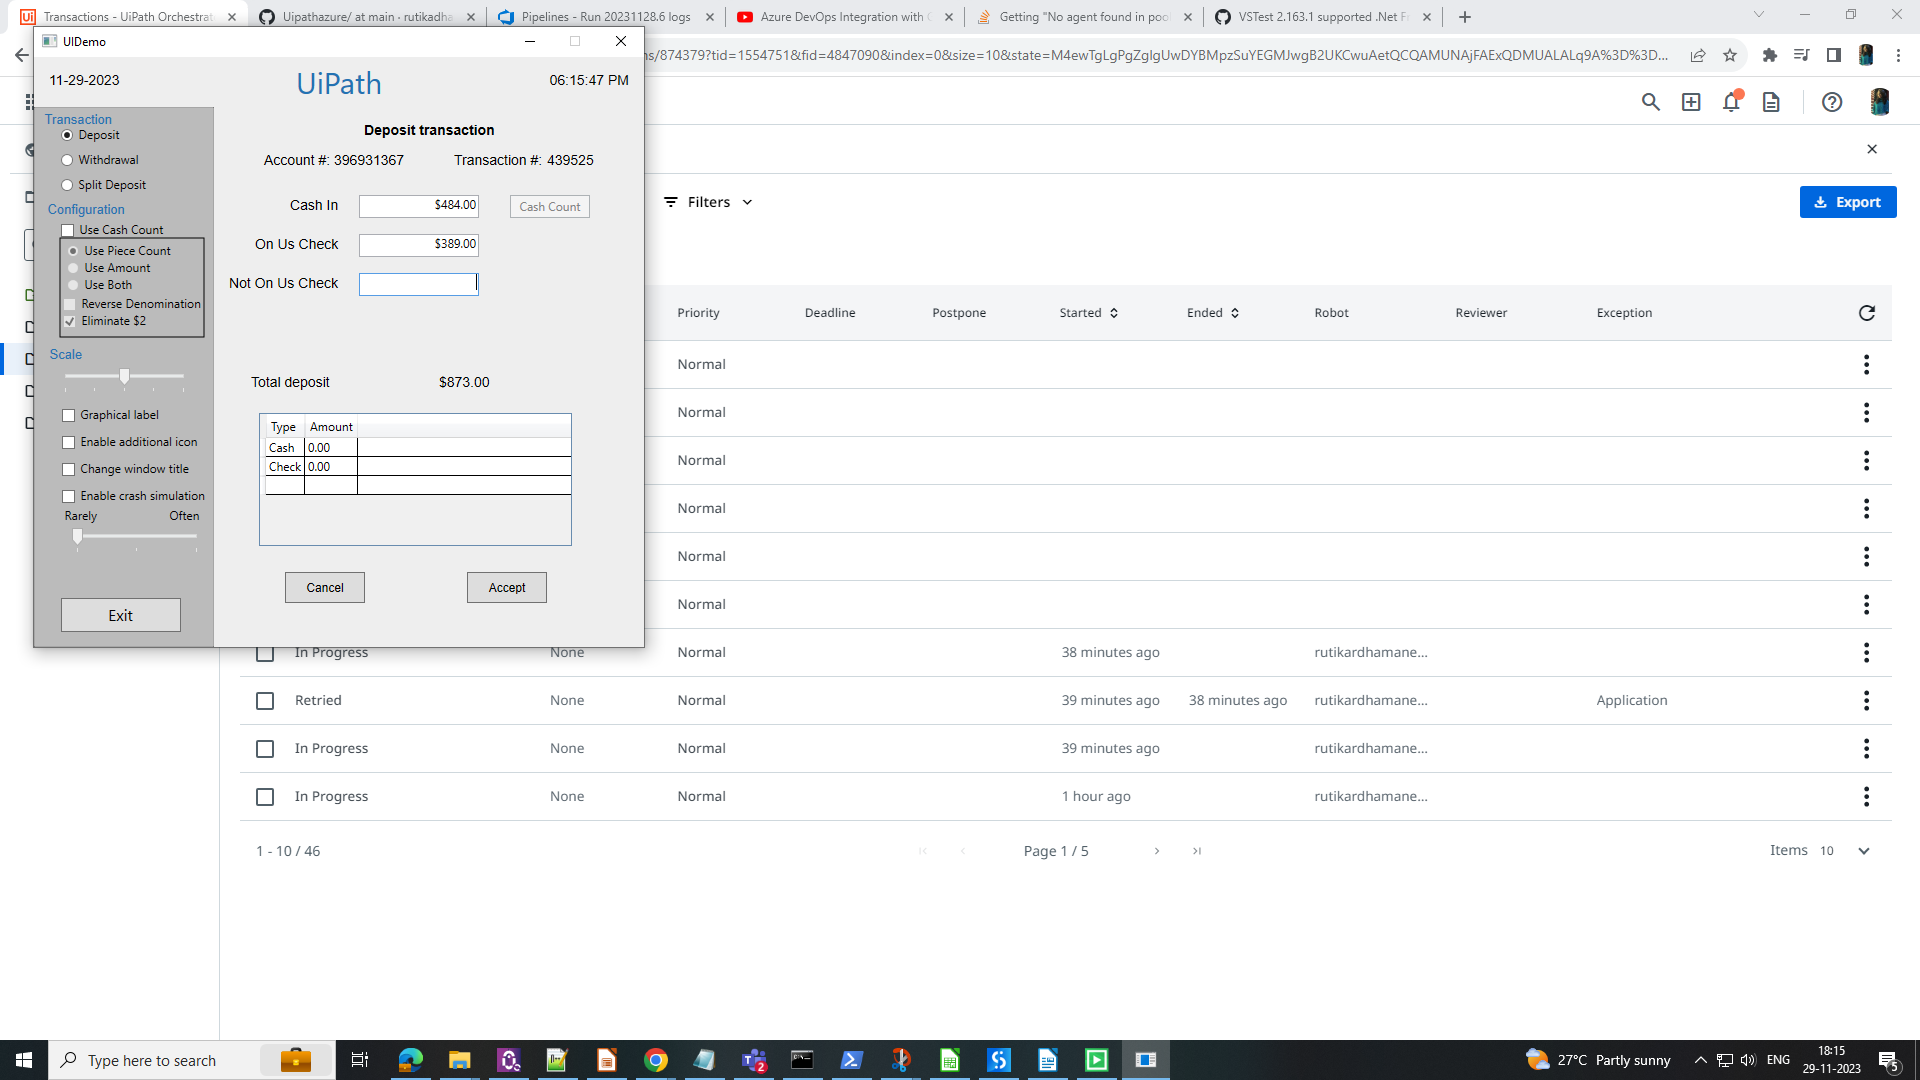 Transactions - UiPath Orchestrat
Uipathazure/ at main · rutikadha
Pipelines - Run 20231128.6 logs
Azure DevOps Integration with
Getting "No agent found in poo
VSTest 2.163.1 supported .Net Fr
ns/874379?tid=1554751&fid=4847090&index=0&size=10&state=M4ewTgLgPgZglgUwDYBMpzSuYEGMJwgB2UKCwuAetQCQAMUNAjFAExQDMUALALq9A%3D%3D...
UIDemo
11-29-2023
UiPath
06:15:47 PM
Transaction
Deposit
Withdrawal
Split Deposit
Configuration
Use Cash Count
Use Piece Count
Use Amount
Use Both
Reverse Denomination
Eliminate $2
Scale
Graphical label
Enable additional icon
Change window title
Enable crash simulation
Rarely Often
Exit
Deposit transaction
Account #: 396931367 Transaction #: 439525
Cash In $484.00 Cash Count
On Us Check $389.00
Not On Us Check
Total deposit $873.00
Type Amount
Cash 0.00
Check 0.00
Cancel Accept
Filters
Export
Priority Deadline Postpone Started Ended Robot Reviewer Exception
Normal
Normal
Normal
Normal
Normal
Normal
In Progress None Normal 38 minutes ago rutikardhamane...
Retried None Normal 39 minutes ago 38 minutes ago rutikardhamane... Application
In Progress None Normal 39 minutes ago rutikardhamane...
In Progress None Normal 1 hour ago rutikardhamane...
1 - 10 / 46 Page 1 / 5 Items 10
Type here to search
2
27°C Partly sunny
ENG
18:15
29-11-2023
5